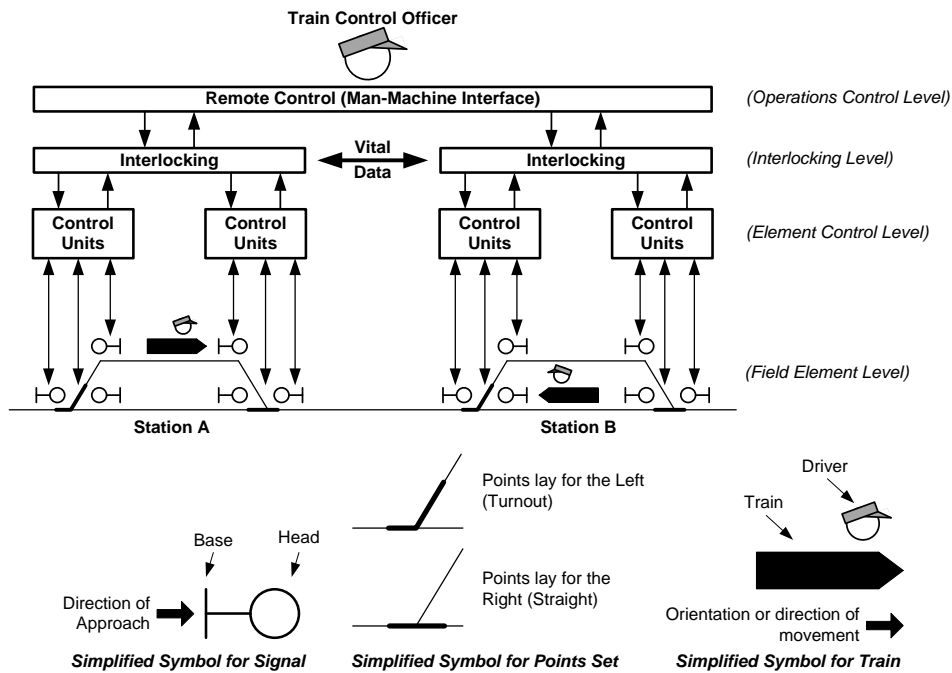 Train Control Officer
Remote Control (Man-Machine Interface)
(Operations Control Level)
Interlocking
Vital
Data
Interlocking
(Interlocking Level)
Control
Units
Control
Units
Control
Units
Control
Units
(Element Control Level)
(Field Element Level)
Station A
Station B
Base
Head
Direction of
Approach
Simplified Symbol for Signal
Points lay for the Left
(Turnout)
Points lay for the
Right (Straight)
Simplified Symbol for Points Set
Driver
Train
Orientation or direction of
movement
Simplified Symbol for Train